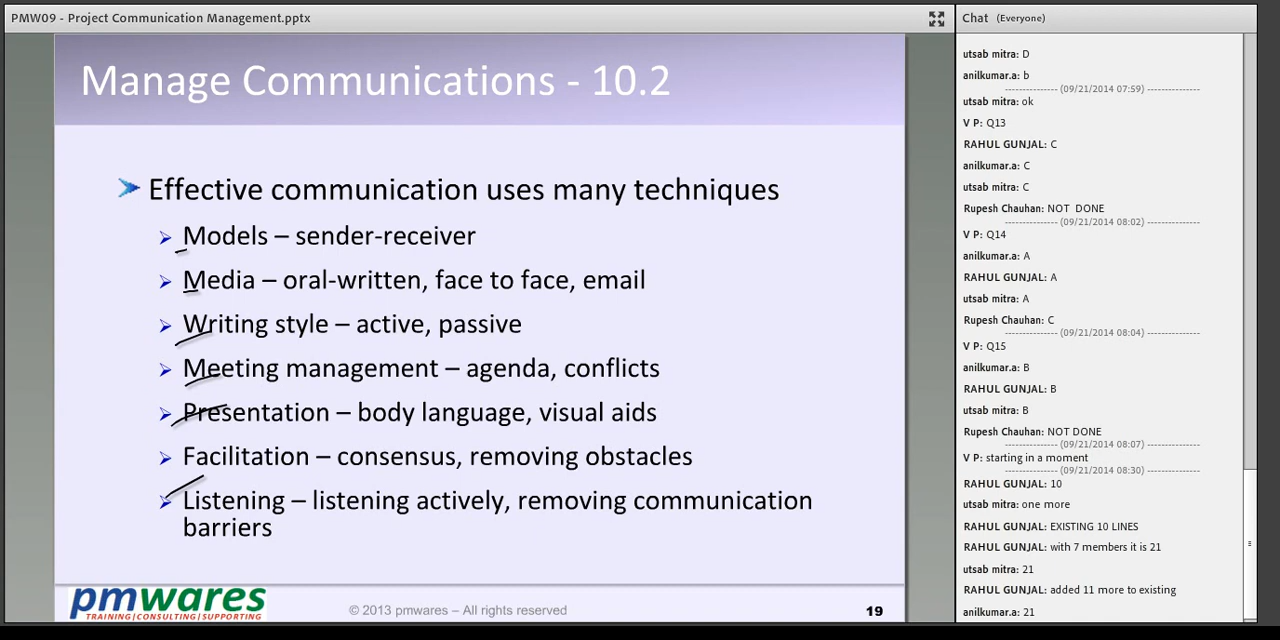 PMW09 - Project Communication Management.pptx
Manage Communications - 10.2
Effective communication uses many techniques
Models – sender-receiver
Media – oral-written, face to face, email
Writing style – active, passive
Meeting management – agenda, conflicts
Presentation – body language, visual aids
Facilitation – consensus, removing obstacles
Listening – listening actively, removing communication
barriers
pmwares
TRAINING|CONSULTING|SUPPORTING
© 2013 pmwares – All rights reserved
19
Chat (Everyone)
utsab mitra: D
anilkumar.a: b
--------------- (09/21/2014 07:59) ---------------
utsab mitra: ok
V P: Q13
RAHUL GUNJAL: C
anilkumar.a: C
utsab mitra: C
Rupesh Chauhan: NOT DONE
--------------- (09/21/2014 08:02) ---------------
V P: Q14
anilkumar.a: A
RAHUL GUNJAL: A
utsab mitra: A
Rupesh Chauhan: C
--------------- (09/21/2014 08:04) ---------------
V P: Q15
anilkumar.a: B
RAHUL GUNJAL: B
utsab mitra: B
Rupesh Chauhan: NOT DONE
--------------- (09/21/2014 08:07) ---------------
V P: starting in a moment
--------------- (09/21/2014 08:30) ---------------
RAHUL GUNJAL: 10
utsab mitra: one more
RAHUL GUNJAL: EXISTING 10 LINES
RAHUL GUNJAL: with 7 members it is 21
utsab mitra: 21
RAHUL GUNJAL: added 11 more to existing
anilkumar.a: 21